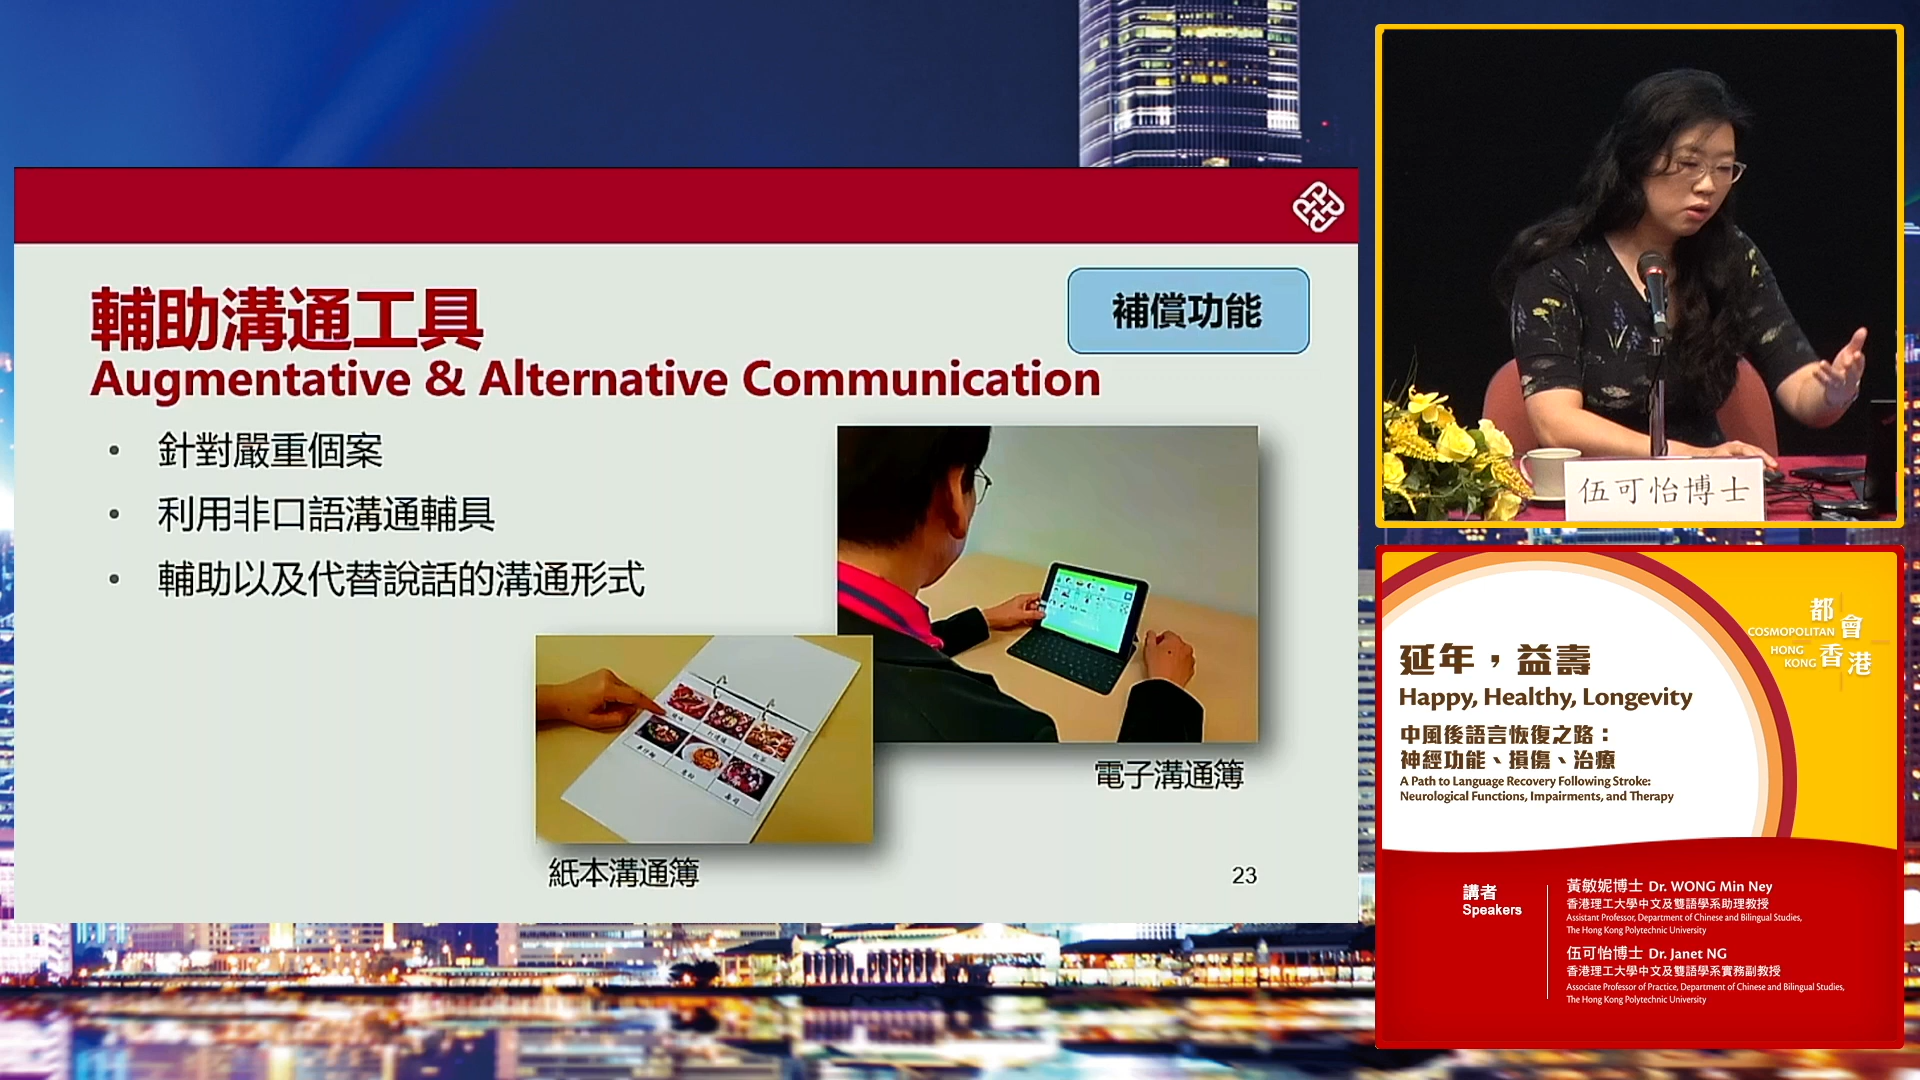 輔助溝通工具
補償功能
Augmentative & Alternative Communication
• 針對嚴重個案
• 利用非口語溝通輔具
• 輔助以及代替說話的溝通形式
電子溝通簿
紙本溝通簿
23
伍可怡博士
都會香港
COSMOPOLITAN
HONG
KONG
延年，益壽
Happy, Healthy, Longevity
中風後語言恢復之路：
神經功能、損傷、治療
A Path to Language Recovery Following Stroke:
Neurological Functions, Impairments, and Therapy
講者
Speakers
黃敏妮博士 Dr. WONG Min Ney
香港理工大學中文及雙語學系助理教授
Assistant Professor, Department of Chinese and Bilingual Studies,
The Hong Kong Polytechnic University
伍可怡博士 Dr. Janet NG
香港理工大學中文及雙語學系實務副教授
Associate Professor of Practice, Department of Chinese and Bilingual Studies,
The Hong Kong Polytechnic University